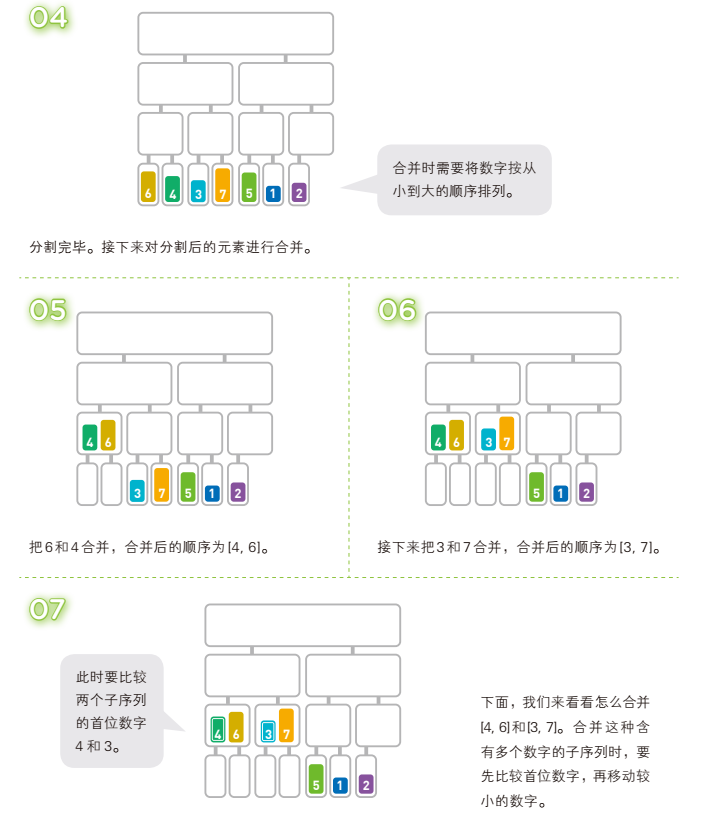 04
6 4 3 7 5 1 2
合并时需要将数字按从
小到大的顺序排列。
分割完毕。接下来对分割后的元素进行合并。
05
4 6
3 7 5 1 2
把6和4合并，合并后的顺序为[4, 6]。
06
4 6 3 7
5 1 2
接下来把3和7合并，合并后的顺序为[3, 7]。
07
此时要比较
两个子序列
的首位数字
4和3。
4 6 3 7
5 1 2
下面，我们来看看怎么合并
[4, 6]和[3, 7]。合并这种含
有多个数字的子序列时，要
先比较首位数字，再移动较
小的数字。